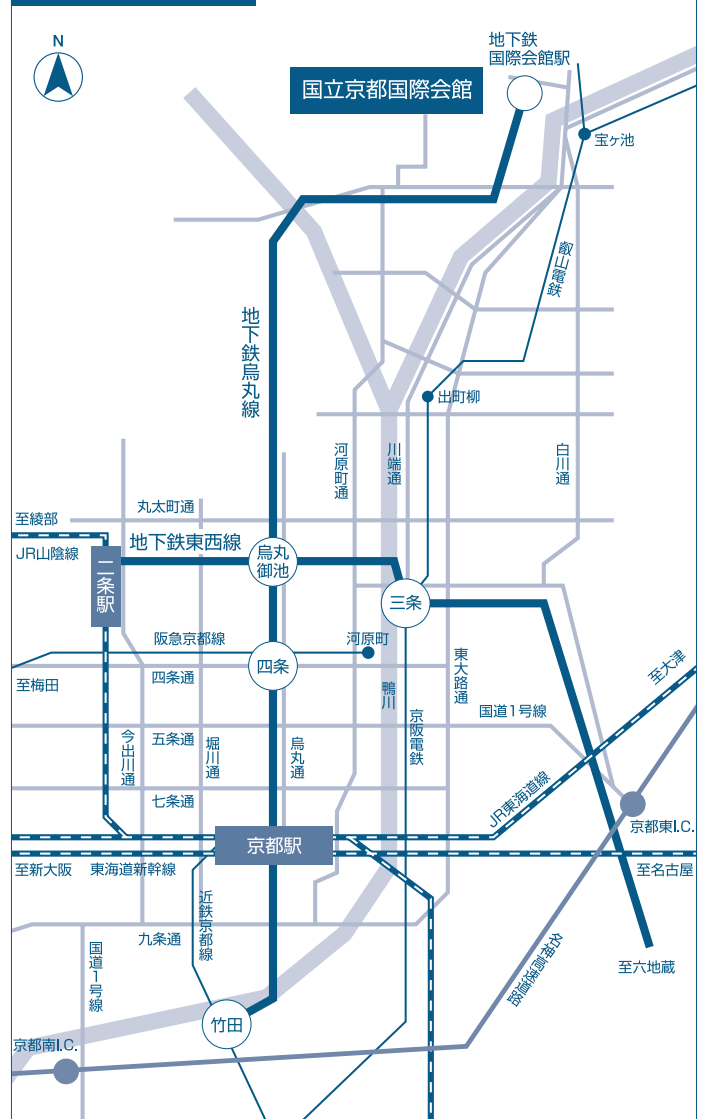 N
地下鉄
国際会館駅
国立京都国際会館
宝ヶ池
叡山電鉄
地下鉄烏丸線
出町柳
河原町通
川端通
白川通
丸太町通
至綾部
地下鉄東西線
烏丸
御池
JR山陰線
二条駅
三条
阪急京都線
河原町
四条
東大路通
至大津
四条通
至梅田
鴨川
国道1号線
京阪電鉄
今出川通
五条通
堀川通
烏丸通
七条通
JR東海道線
京都東I.C.
京都駅
至新大阪
東海道新幹線
至名古屋
近鉄京都線
九条通
国道1号線
名神高速道路
至六地蔵
竹田
京都南I.C.